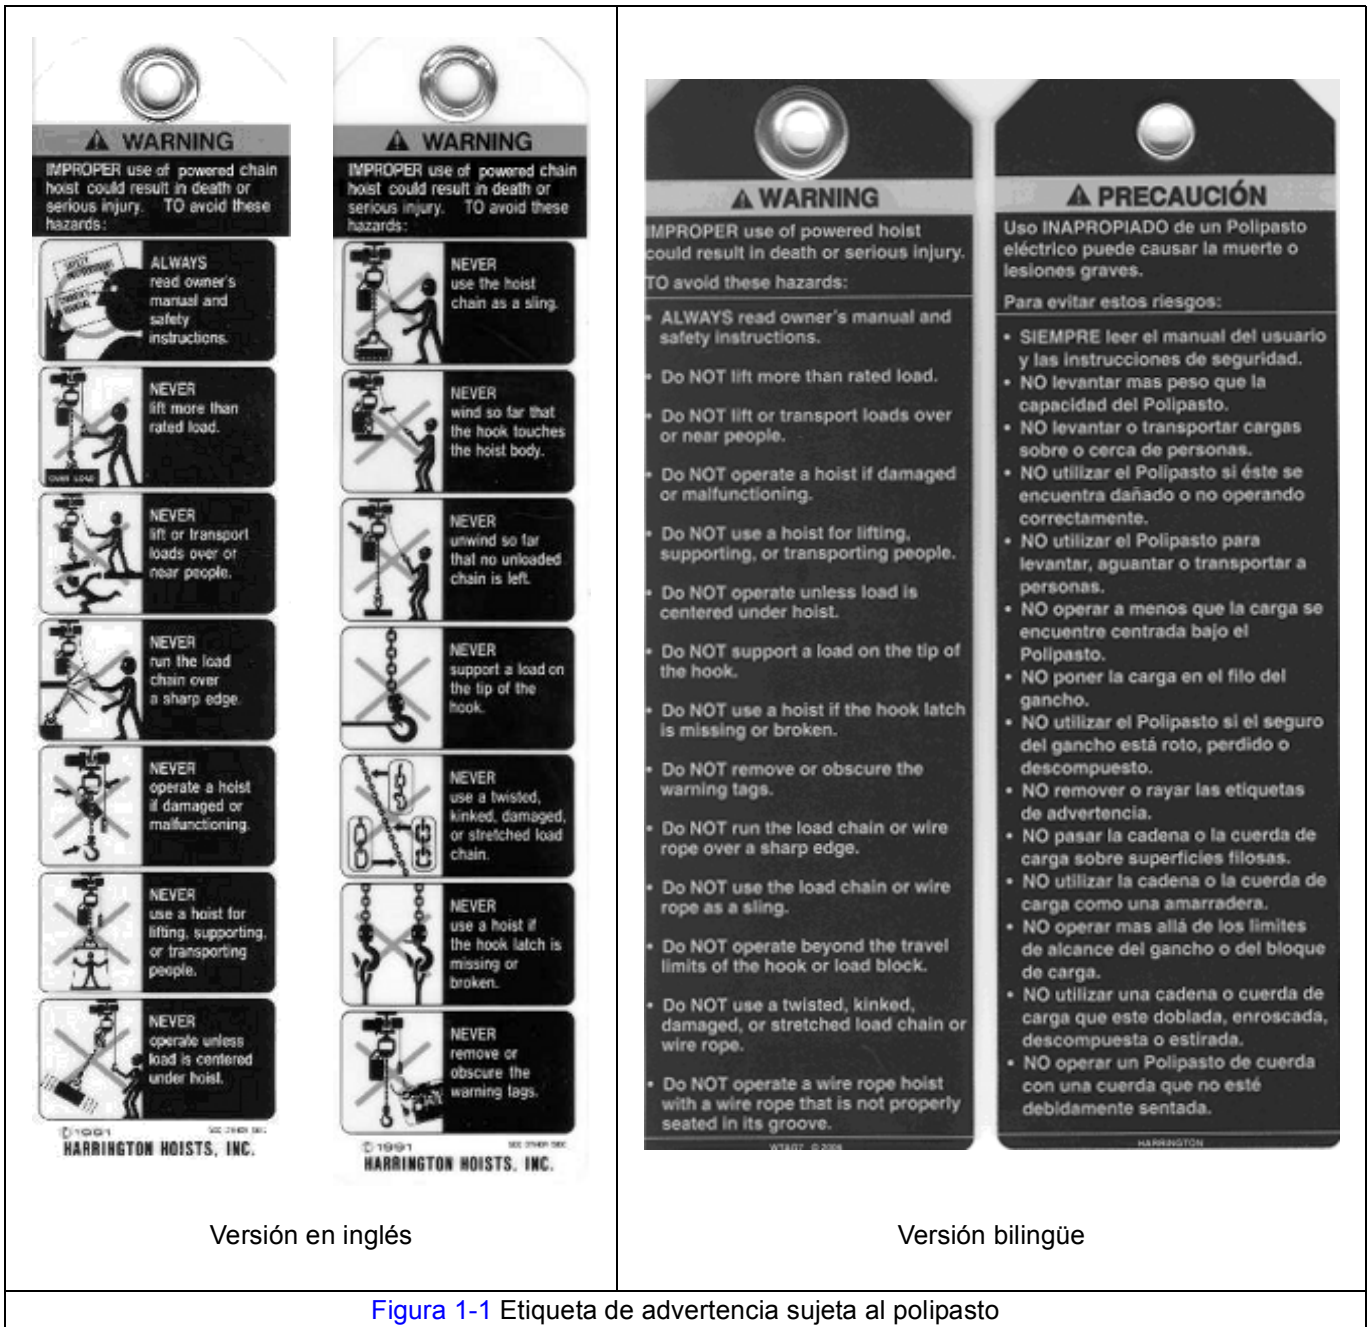 WARNING
IMPROPER use of powered chain
hoist could result in death or
serious injury. TO avoid these
hazards:
SAFETY
OWNER'S
MANUAL
ALWAYS
read owner's
manual and
safety
instructions.
NEVER
lift more than
rated load.
OVER LOAD
NEVER
lift or transport
loads over or
near people.
NEVER
run the load
chain over
a sharp edge.
NEVER
operate a hoist
if damaged or
malfunctioning.
NEVER
use a hoist for
lifting, supporting,
or transporting
people.
NEVER
operate unless
load is centered
under hoist.
©1991 SEE OTHER SIDE
HARRINGTON HOISTS, INC.
WARNING
IMPROPER use of powered chain
hoist could result in death or
serious injury. TO avoid these
hazards:
NEVER
use the hoist
chain as a sling.
NEVER
wind so far that
the hook touches
the hoist body.
NEVER
unwind so far
that no unloaded
chain is left.
NEVER
support a load on
the tip of the
hook.
NEVER
use a twisted,
kinked, damaged,
or stretched load
chain.
NEVER
use a hoist if
the hook latch is
missing or
broken.
NEVER
remove or
obscure the
warning tags.
©1991 SEE OTHER SIDE
HARRINGTON HOISTS, INC.
Versión en inglés
WARNING
IMPROPER use of powered hoist
could result in death or serious injury.
TO avoid these hazards:
• ALWAYS read owner's manual and
safety instructions.
• Do NOT lift more than rated load.
• Do NOT lift or transport loads over
or near people.
• Do NOT operate a hoist if damaged
or malfunctioning.
• Do NOT use a hoist for lifting,
supporting, or transporting people.
• Do NOT operate unless load is
centered under hoist.
• Do NOT support a load on the tip of
the hook.
• Do NOT use a hoist if the hook latch
is missing or broken.
• Do NOT remove or obscure the
warning tags.
• Do NOT run the load chain or wire
rope over a sharp edge.
• Do NOT use the load chain or wire
rope as a sling.
• Do NOT operate beyond the travel
limits of the hook or load block.
• Do NOT use a twisted, kinked,
damaged, or stretched load chain or
wire rope.
• Do NOT operate a wire rope hoist
with a wire rope that is not properly
seated in its groove.
PRECAUCIÓN
Uso INAPROPIADO de un Polipasto
eléctrico puede causar la muerte o
lesiones graves.
Para evitar estos riesgos:
• SIEMPRE leer el manual del usuario
y las instrucciones de seguridad.
• NO levantar mas peso que la
capacidad del Polipasto.
• NO levantar o transportar cargas
sobre o cerca de personas.
• NO utilizar el Polipasto si éste se
encuentra dañado o no operando
correctamente.
• NO utilizar el Polipasto para
levantar, aguantar o transportar a
personas.
• NO operar a menos que la carga se
encuentre centrada bajo el
Polipasto.
• NO poner la carga en el filo del
gancho.
• NO utilizar el Polipasto si el seguro
del gancho está roto, perdido o
descompuesto.
• NO remover o rayar las etiquetas
de advertencia.
• NO pasar la cadena o la cuerda de
carga sobre superficies filosas.
• NO utilizar la cadena o la cuerda de
carga como una amarradera.
• NO operar mas allá de los limites
de alcance del gancho o del bloque
de carga.
• NO utilizar una cadena o cuerda de
carga que este doblada, enroscada,
descompuesta o estirada.
• NO operar un Polipasto de cuerda
con una cuerda que no esté
debidamente sentada.
HARRINGTON
Versión bilingüe
Figura 1-1 Etiqueta de advertencia sujeta al polipasto